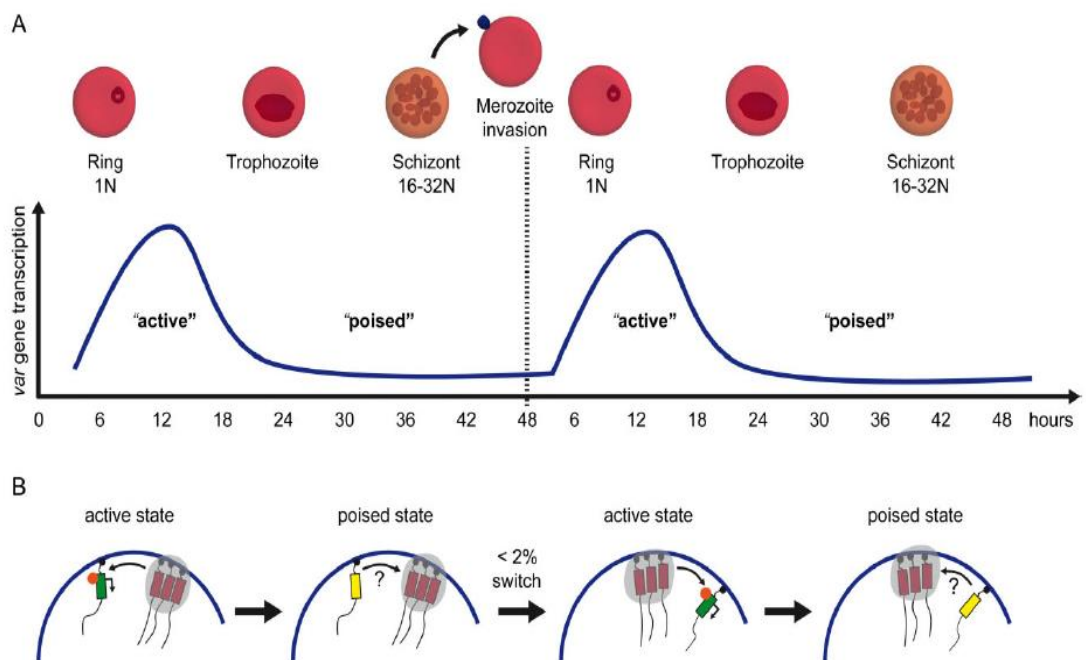 A
Merozoite
invasion
Ring
1N
Trophozoite
Schizont
16-32N
Ring
1N
Trophozoite
Schizont
16-32N
var gene transcription
"active"
"poised"
"active"
"poised"
0 6 12 18 24 30 36 42 48 6 12 18 24 30 36 42 48 hours
B
active state
poised state
< 2%
switch
active state
poised state
?
?